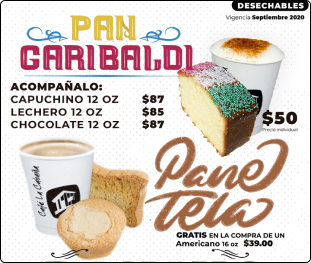 DESECHABLES
Vigencia Septiembre 2020
PAN
GARIBALDI
ACOMPAÑALO:
CAPUCHINO 12 OZ $87
LECHERO 12 OZ $85
CHOCOLATE 12 OZ $87
$50
Precio individual
Café La Cabaña
Pane
Tela
GRATIS EN LA COMPRA DE UN
Americano 16 oz $39.00